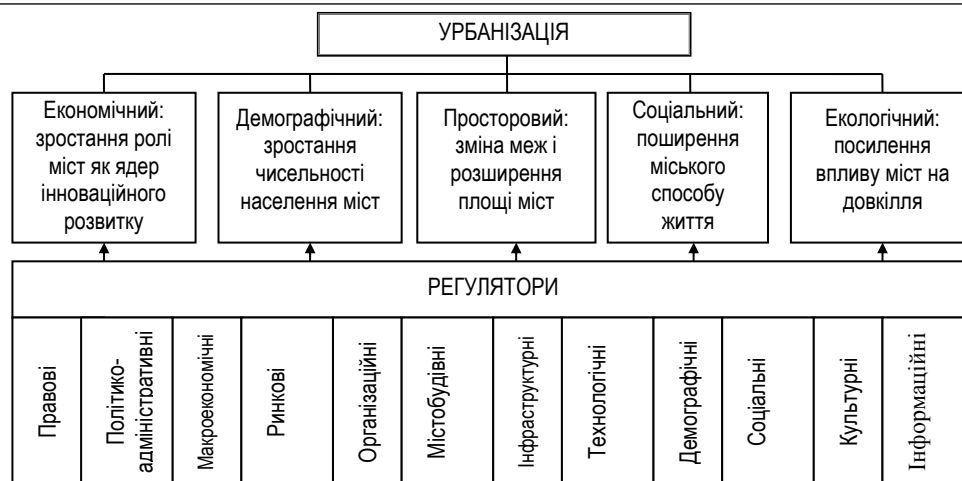 УРБАНІЗАЦІЯ
Економічний:
зростання ролі
міст як ядер
інноваційного
розвитку
Демографічний:
зростання
чисельності
населення міст
Просторовий:
зміна меж і
розширення
площі міст
Соціальний:
поширення
міського
способу
життя
Екологічний:
посилення
впливу міст на
довкілля
РЕГУЛЯТОРИ
Правові
Політико-
адміністративні
Макроекономічні
Ринкові
Організаційні
Містобудівні
Інфраструктурні
Технологічні
Демографічні
Соціальні
Культурні
Інформаційні